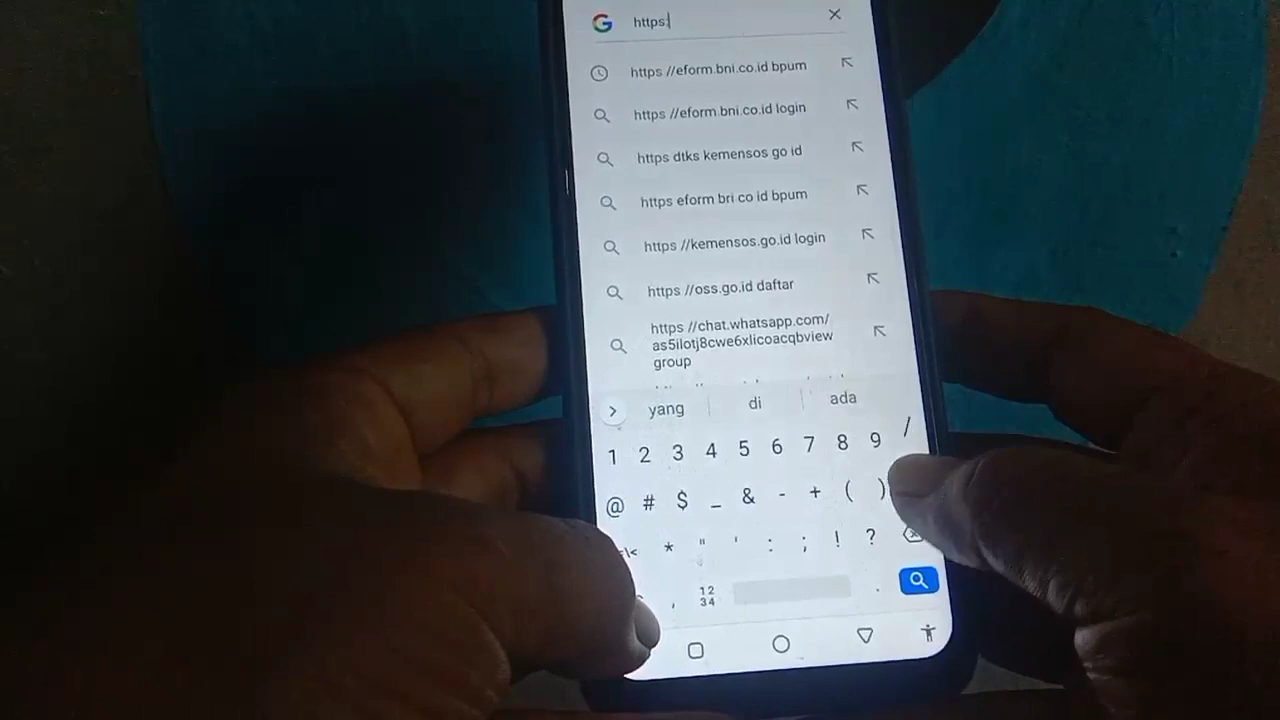 https:
https //eform.bni.co.id bpum
https //eform.bni.co.id login
https dtks kemensos go id
https eform bri co id bpum
https //kemensos.go.id login
https //oss.go.id daftar
https //chat.whatsapp.com/
as5ilotj8cwe6xlicoacqbview
group
yang di ada
1 2 3 4 5 6 7 8 9 /
@ # $ _ & - + ( )
=\< * " ' : ; ! ?
, 12 34 .